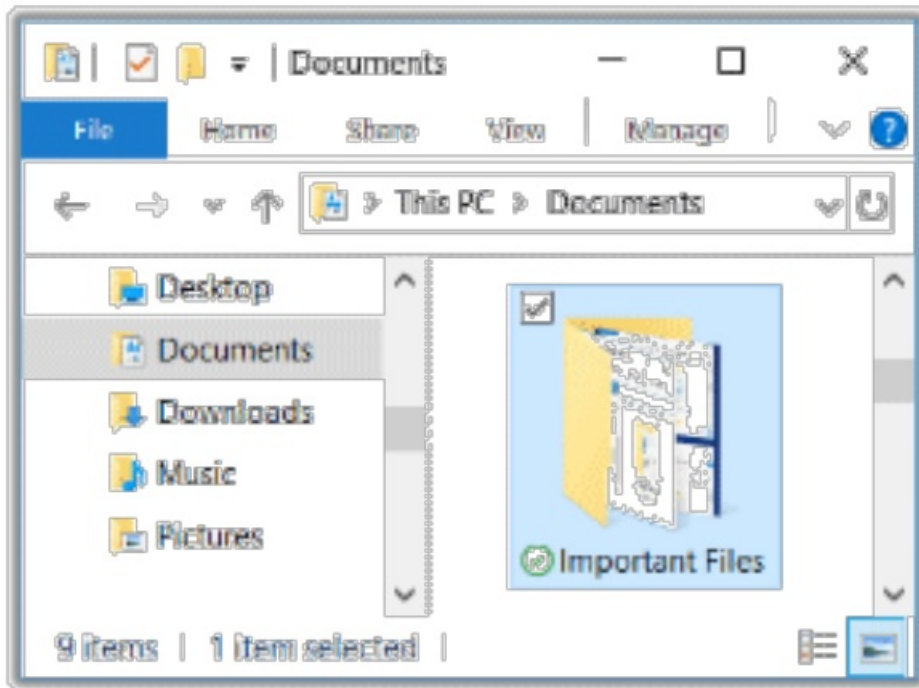 Documents
File Home Share View Manage ?
This PC > Documents
Desktop
Documents
Downloads
Music
Pictures
Important Files
9 items | 1 item selected |